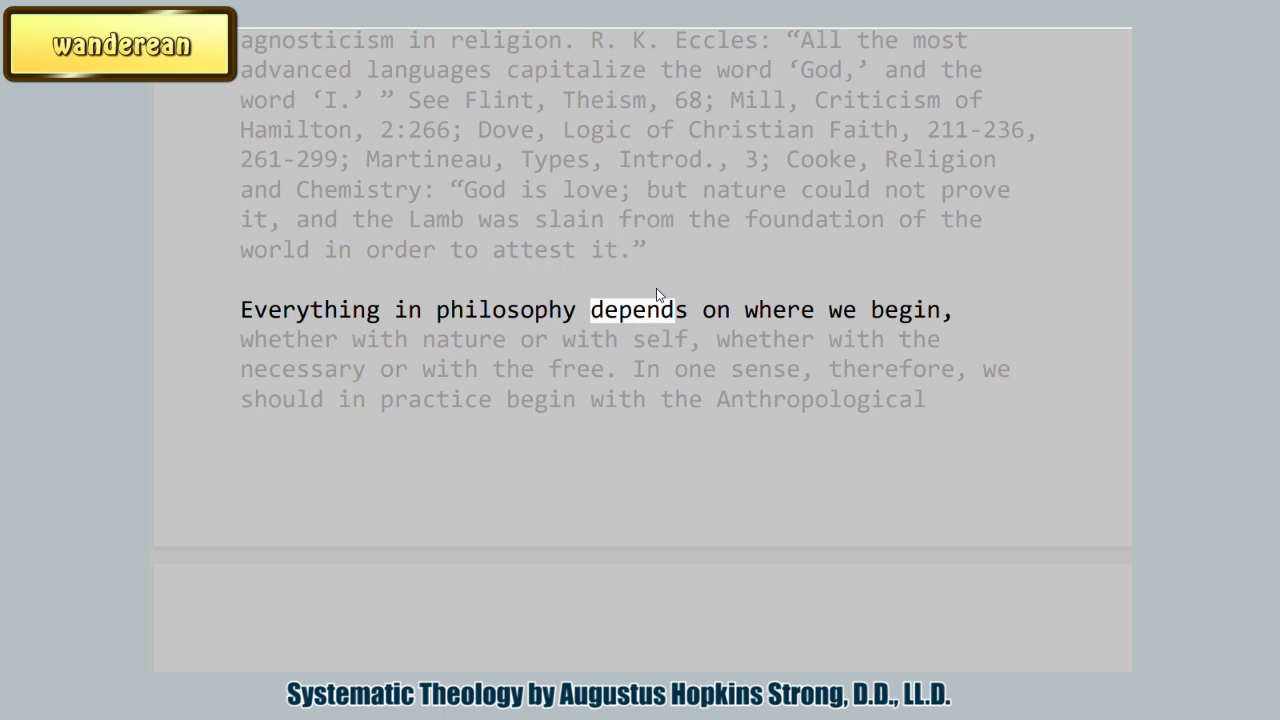 wanderean
agnosticism in religion. R. K. Eccles: “All the most
advanced languages capitalize the word ‘God,’ and the
word ‘I.’ ” See Flint, Theism, 68; Mill, Criticism of
Hamilton, 2:266; Dove, Logic of Christian Faith, 211-236,
261-299; Martineau, Types, Introd., 3; Cooke, Religion
and Chemistry: “God is love; but nature could not prove
it, and the Lamb was slain from the foundation of the
world in order to attest it.”
Everything in philosophy depends on where we begin,
whether with nature or with self, whether with the
necessary or with the free. In one sense, therefore, we
should in practice begin with the Anthropological
Systematic Theology by Augustus Hopkins Strong, D.D., LL.D.